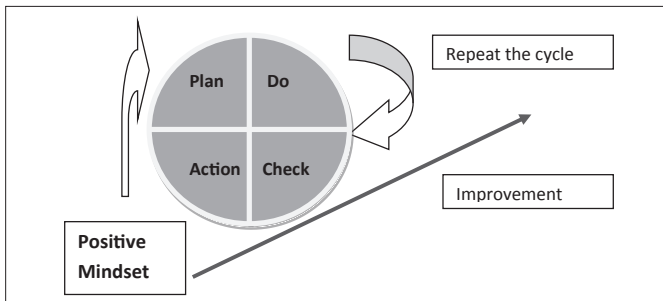 Plan
Do
Repeat the cycle
Action
Check
Improvement
Positive
Mindset